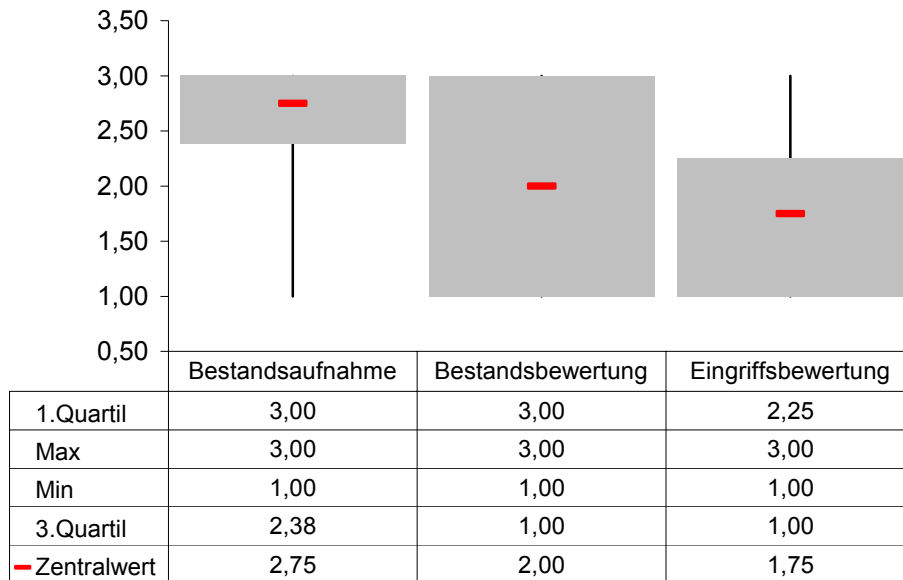 3,50
3,00
2,50
2,00
1,50
1,00
0,50
Bestandsaufnahme Bestandsbewertung Eingriffsbewertung
1.Quartil 3,00 3,00 2,25
Max 3,00 3,00 3,00
Min 1,00 1,00 1,00
3.Quartil 2,38 1,00 1,00
Zentralwert 2,75 2,00 1,75